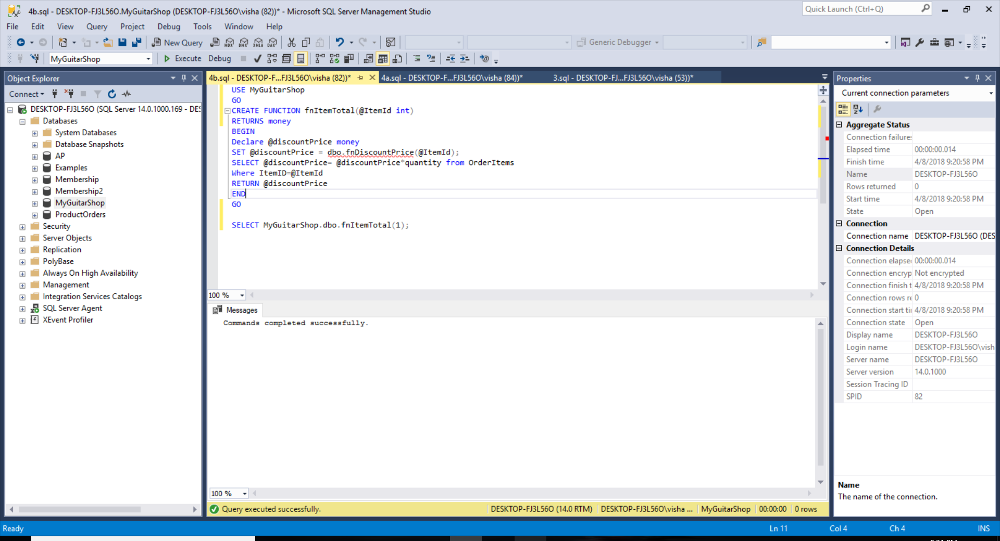 4b.sql - DESKTOP-FJ3L56O.MyGuitarShop (DESKTOP-FJ3L56O\visha (82))* - Microsoft SQL Server Management Studio
Quick Launch (Ctrl+Q)
File Edit View Query Project Debug Tools Window Help
New Query MDX DMX XMLA DAX Generic Debugger
MyGuitarShop Execute Debug
Object Explorer
Connect
DESKTOP-FJ3L56O (SQL Server 14.0.1000.169 - DES
Databases
System Databases
Database Snapshots
AP
Examples
Membership
Membership2
MyGuitarShop
ProductOrders
Security
Server Objects
Replication
PolyBase
Always On High Availability
Management
Integration Services Catalogs
SQL Server Agent
XEvent Profiler
4b.sql - DESKTOP-F...FJ3L56O\visha (82))* 4a.sql - DESKTOP-F...FJ3L56O\visha (84))* 3.sql - DESKTOP-FJ...FJ3L56O\visha (53))*
USE MyGuitarShop
GO
CREATE FUNCTION fnItemTotal(@ItemId int)
RETURNS money
BEGIN
Declare @discountPrice money
SET @discountPrice = dbo.fnDiscountPrice(@ItemId);
SELECT @discountPrice= @discountPrice*quantity from OrderItems
Where ItemID=@ItemId
RETURN @discountPrice
END
GO
SELECT MyGuitarShop.dbo.fnItemTotal(1);
100 %
Messages
Commands completed successfully.
100 %
Query executed successfully. DESKTOP-FJ3L56O (14.0 RTM) DESKTOP-FJ3L56O\visha ... MyGuitarShop 00:00:00 0 rows
Properties
Current connection parameters
Aggregate Status
Connection failures
Elapsed time 00:00:00.014
Finish time 4/8/2018 9:20:58 PM
Name DESKTOP-FJ3L56O
Rows returned 0
Start time 4/8/2018 9:20:58 PM
State Open
Connection
Connection name DESKTOP-FJ3L56O (DES
Connection Details
Connection elapse 00:00:00.014
Connection encryp Not encrypted
Connection finish t 4/8/2018 9:20:58 PM
Connection rows re 0
Connection start ti 4/8/2018 9:20:58 PM
Connection state Open
Display name DESKTOP-FJ3L56O
Login name DESKTOP-FJ3L56O\vish
Server name DESKTOP-FJ3L56O
Server version 14.0.1000
Session Tracing ID
SPID 82
Name
The name of the connection.
Ready Ln 11 Col 4 Ch 4 INS